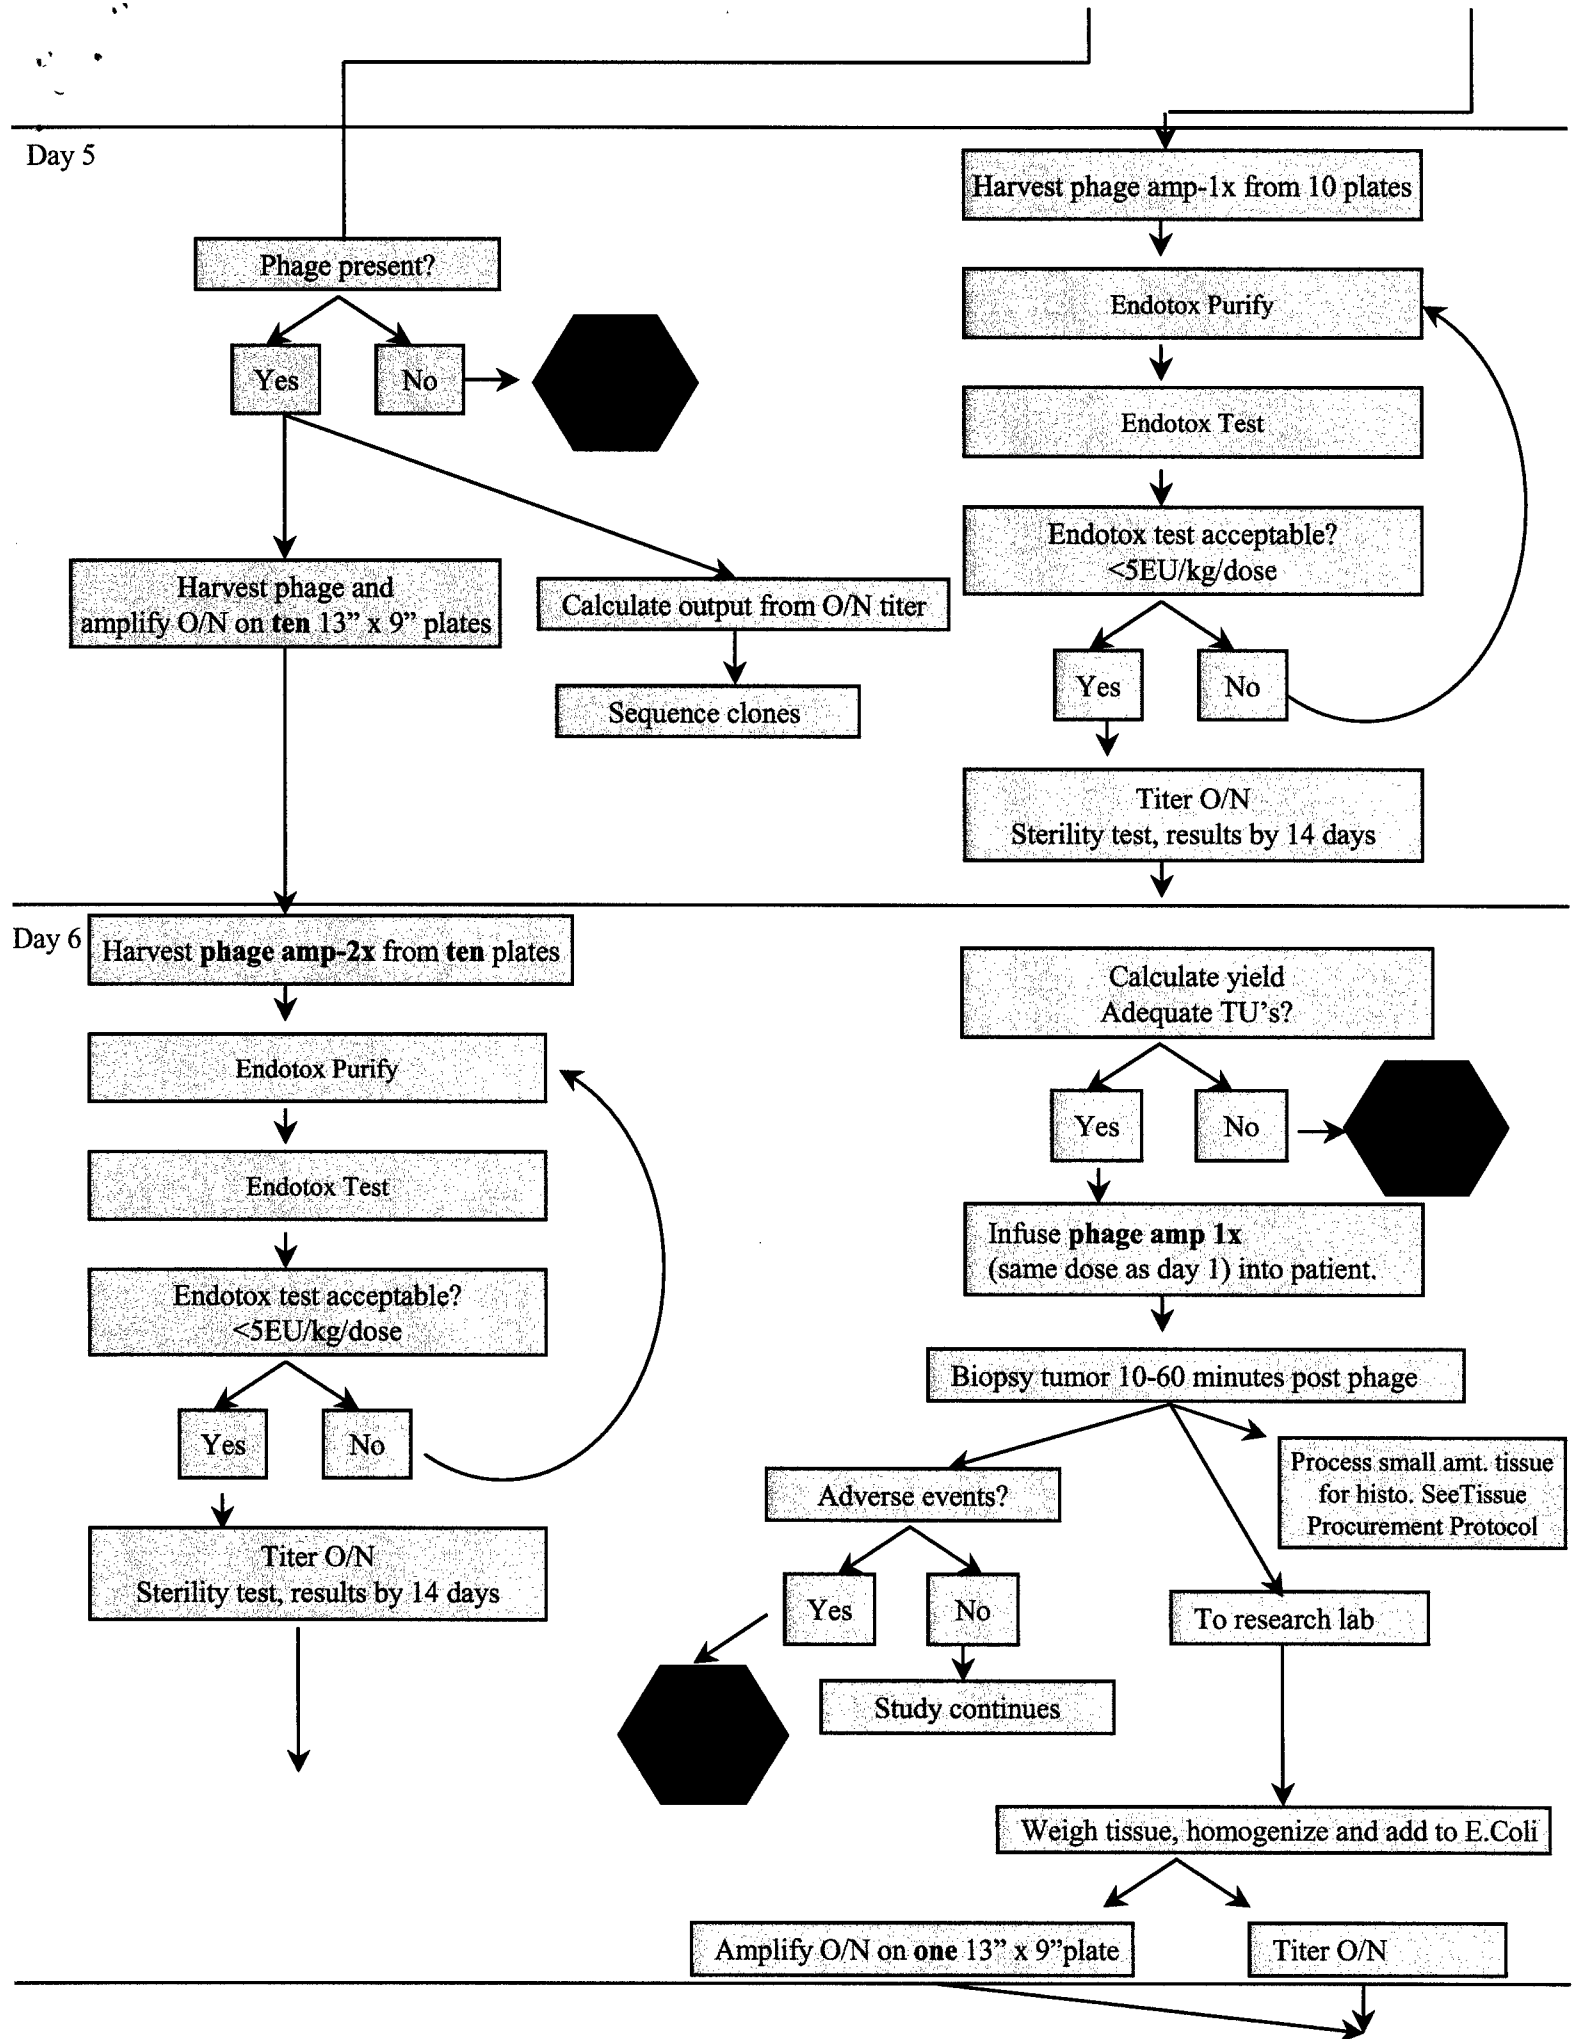 Day 5
Harvest phage amp-1x from 10 plates
Phage present?
Endotox Purify
Yes
No
Endotox Test
Endotox test acceptable?
<5EU/kg/dose
Harvest phage and
amplify O/N on ten 13” x 9” plates
Calculate output from O/N titer
Sequence clones
Yes
No
Titer O/N
Sterility test, results by 14 days
Day 6
Harvest phage amp-2x from ten plates
Endotox Purify
Endotox Test
Endotox test acceptable?
<5EU/kg/dose
Yes
No
Titer O/N
Sterility test, results by 14 days
Calculate yield
Adequate TU’s?
Yes
No
Infuse phage amp 1x
(same dose as day 1) into patient.
Biopsy tumor 10-60 minutes post phage
Adverse events?
Process small amt. tissue
for histo. SeeTissue
Procurement Protocol
Yes
No
To research lab
Study continues
Weigh tissue, homogenize and add to E.Coli
Amplify O/N on one 13” x 9”plate
Titer O/N